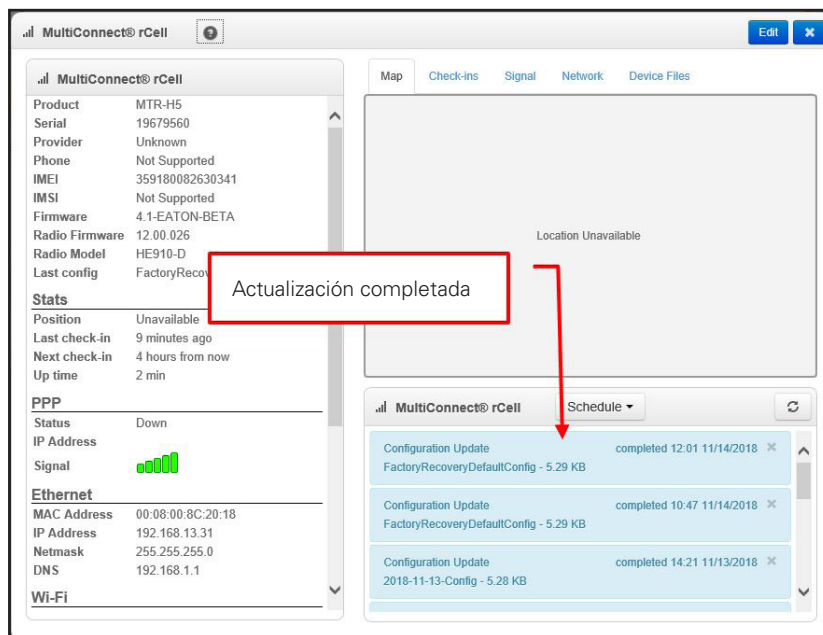 MultiConnect® rCell ?
Edit ×
MultiConnect® rCell
Product MTR-H5
Serial 19679560
Provider Unknown
Phone Not Supported
IMEI 359180082630341
IMSI Not Supported
Firmware 4.1-EATON-BETA
Radio Firmware 12.00.026
Radio Model HE910-D
Last config
Stats
Position Unavailable
Last check-in 9 minutes ago
Next check-in 4 hours from now
Up time 2 min
PPP
Status Down
IP Address
Signal
Ethernet
MAC Address 00:08:00:8C:20:18
IP Address 192.168.13.31
Netmask 255.255.255.0
DNS 192.168.1.1
Wi-Fi
Actualización completada
Map Check-ins Signal Network Device Files
Location Unavailable
MultiConnect® rCell Schedule
Configuration Update completed 12:01 11/14/2018 ×
FactoryRecoveryDefaultConfig - 5.29 KB
Configuration Update completed 10:47 11/14/2018 ×
FactoryRecoveryDefaultConfig - 5.29 KB
Configuration Update completed 14:21 11/13/2018 ×
2018-11-13-Config - 5.28 KB